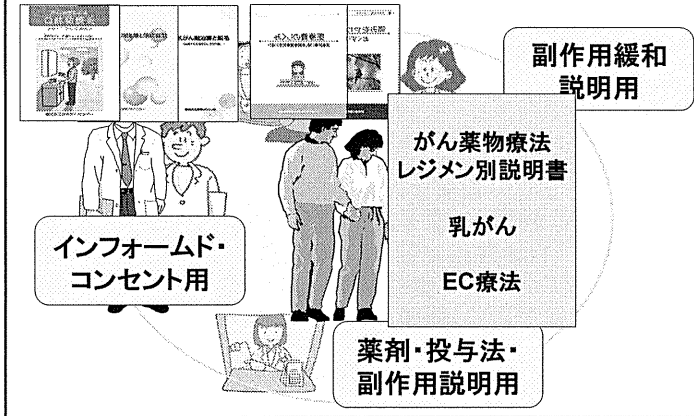 副作用緩和
説明用
がん薬物療法
レジメン別説明書
乳がん
EC療法
インフォームド・
コンセント用
薬剤・投与法・
副作用説明用